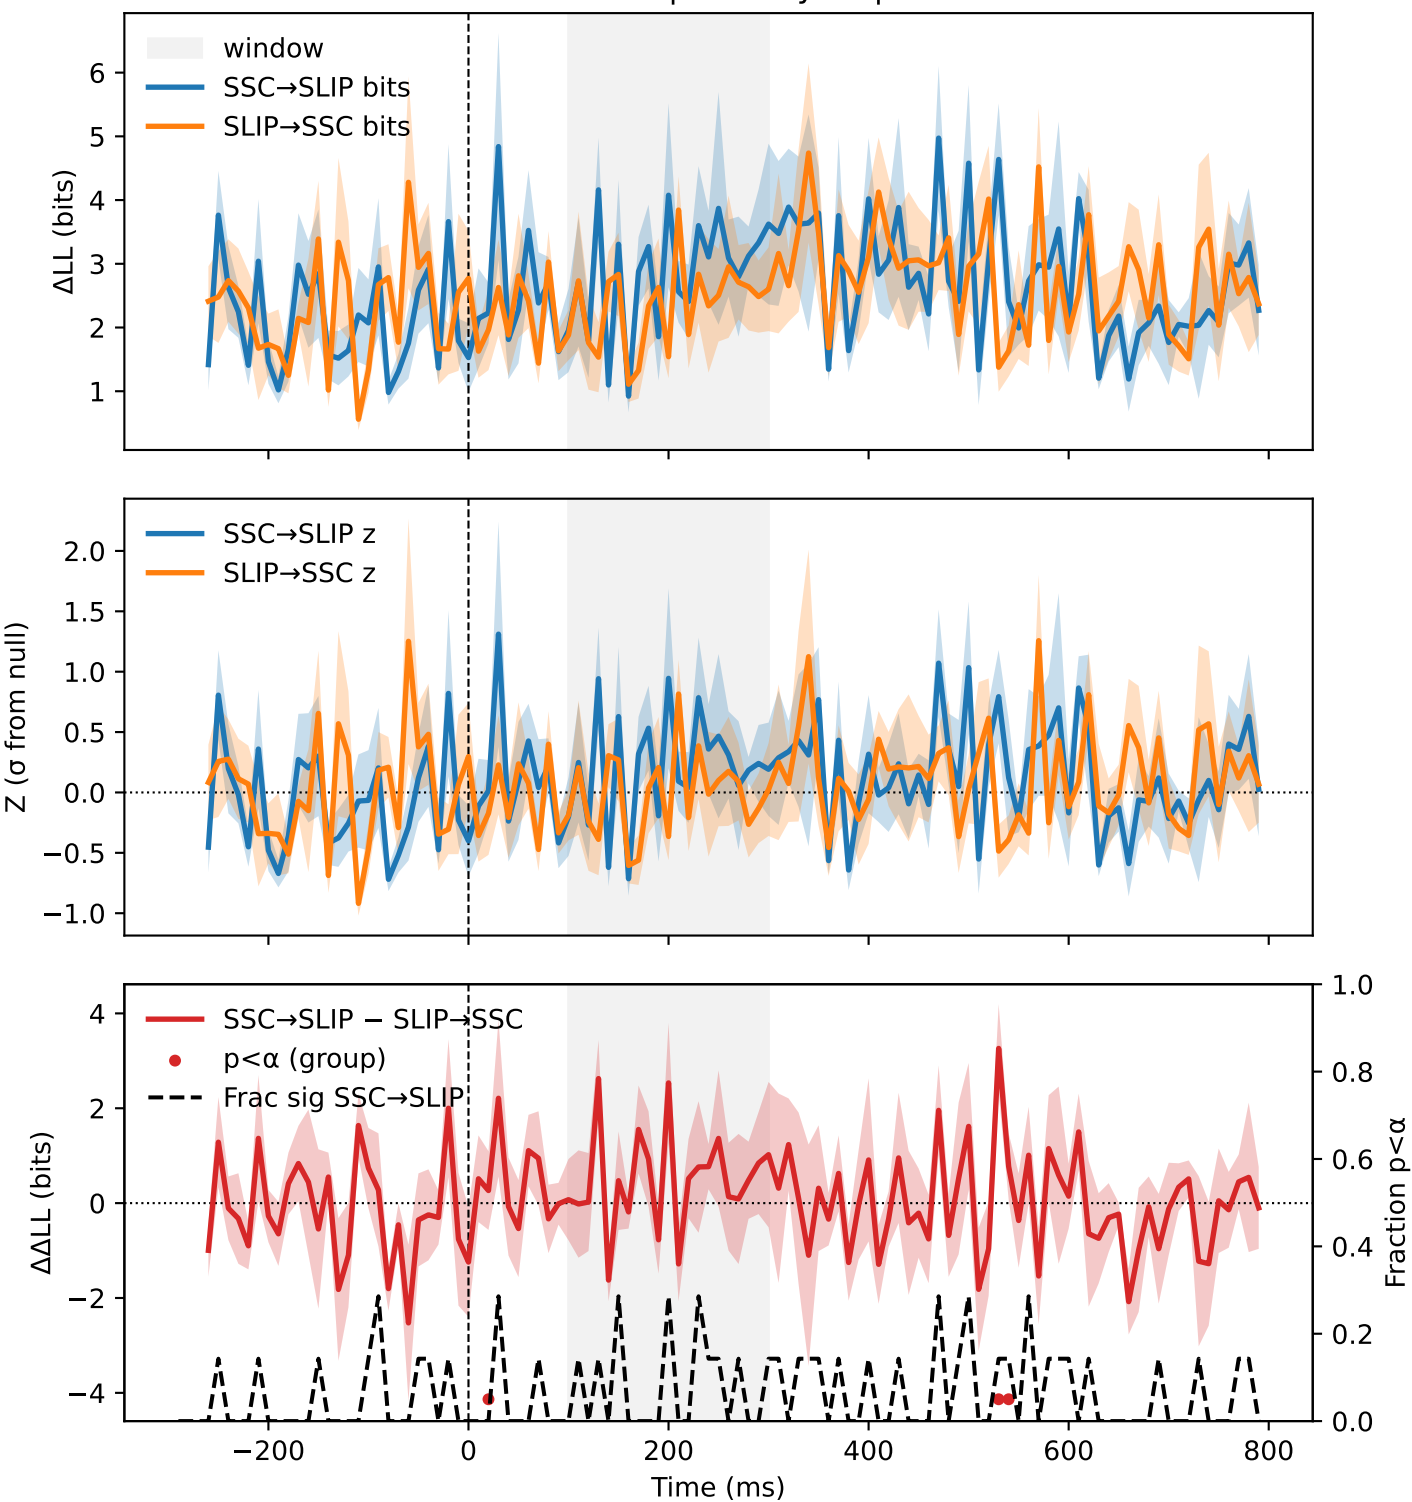 window
SSC→SLIP bits
SLIP→SSC bits
ΔLL (bits)
6
5
4
3
2
1
SSC→SLIP z
SLIP→SSC z
Z (σ from null)
2.0
1.5
1.0
0.5
0.0
−0.5
−1.0
SSC→SLIP − SLIP→SSC
p<α (group)
Frac sig SSC→SLIP
ΔΔLL (bits)
4
2
0
−2
−4
1.0
0.8
0.6
0.4
0.2
0.0
Fraction p<α
−200
0
200
400
600
800
Time (ms)